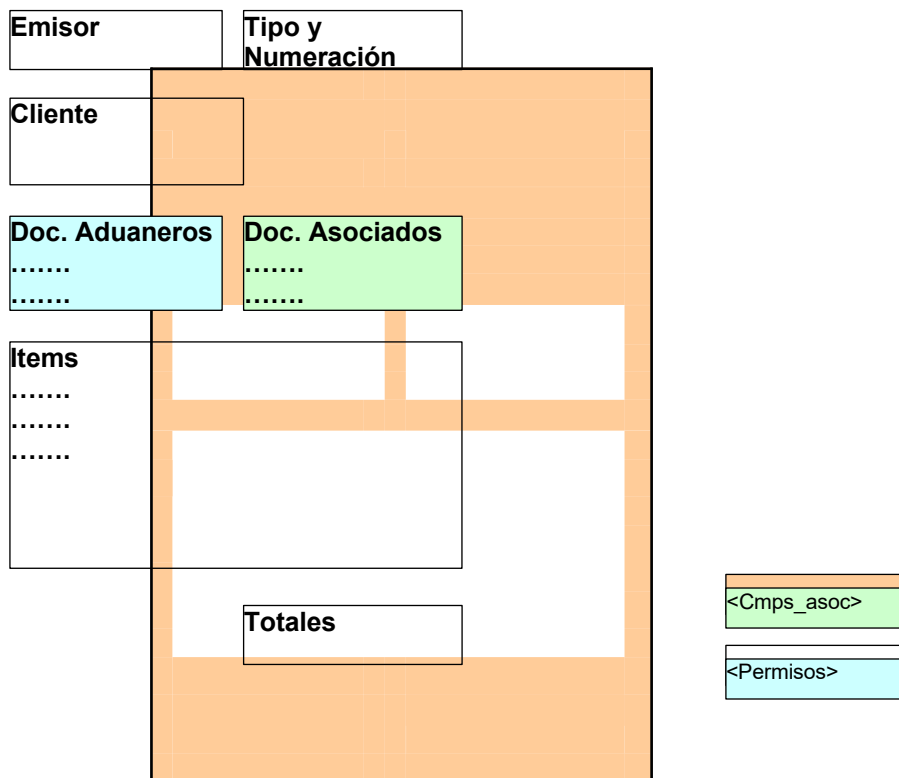 Emisor
Tipo y
Numeración
Cliente
Doc. Aduaneros
.......
.......
Doc. Asociados
.......
.......
Items
.......
.......
.......
Totales
<Cmps_asoc>
<Permisos>